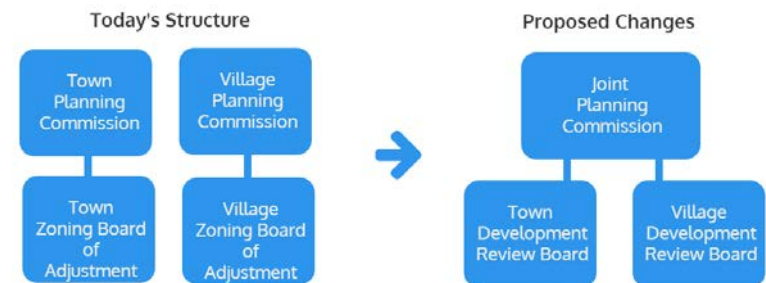 Today's Structure
Town
Planning
Commission
Village
Planning
Commission
Town
Zoning Board
of
Adjustment
Village
Zoning Board
of
Adjustment
Proposed Changes
Joint
Planning
Commission
Town
Development
Review Board
Village
Development
Review Board